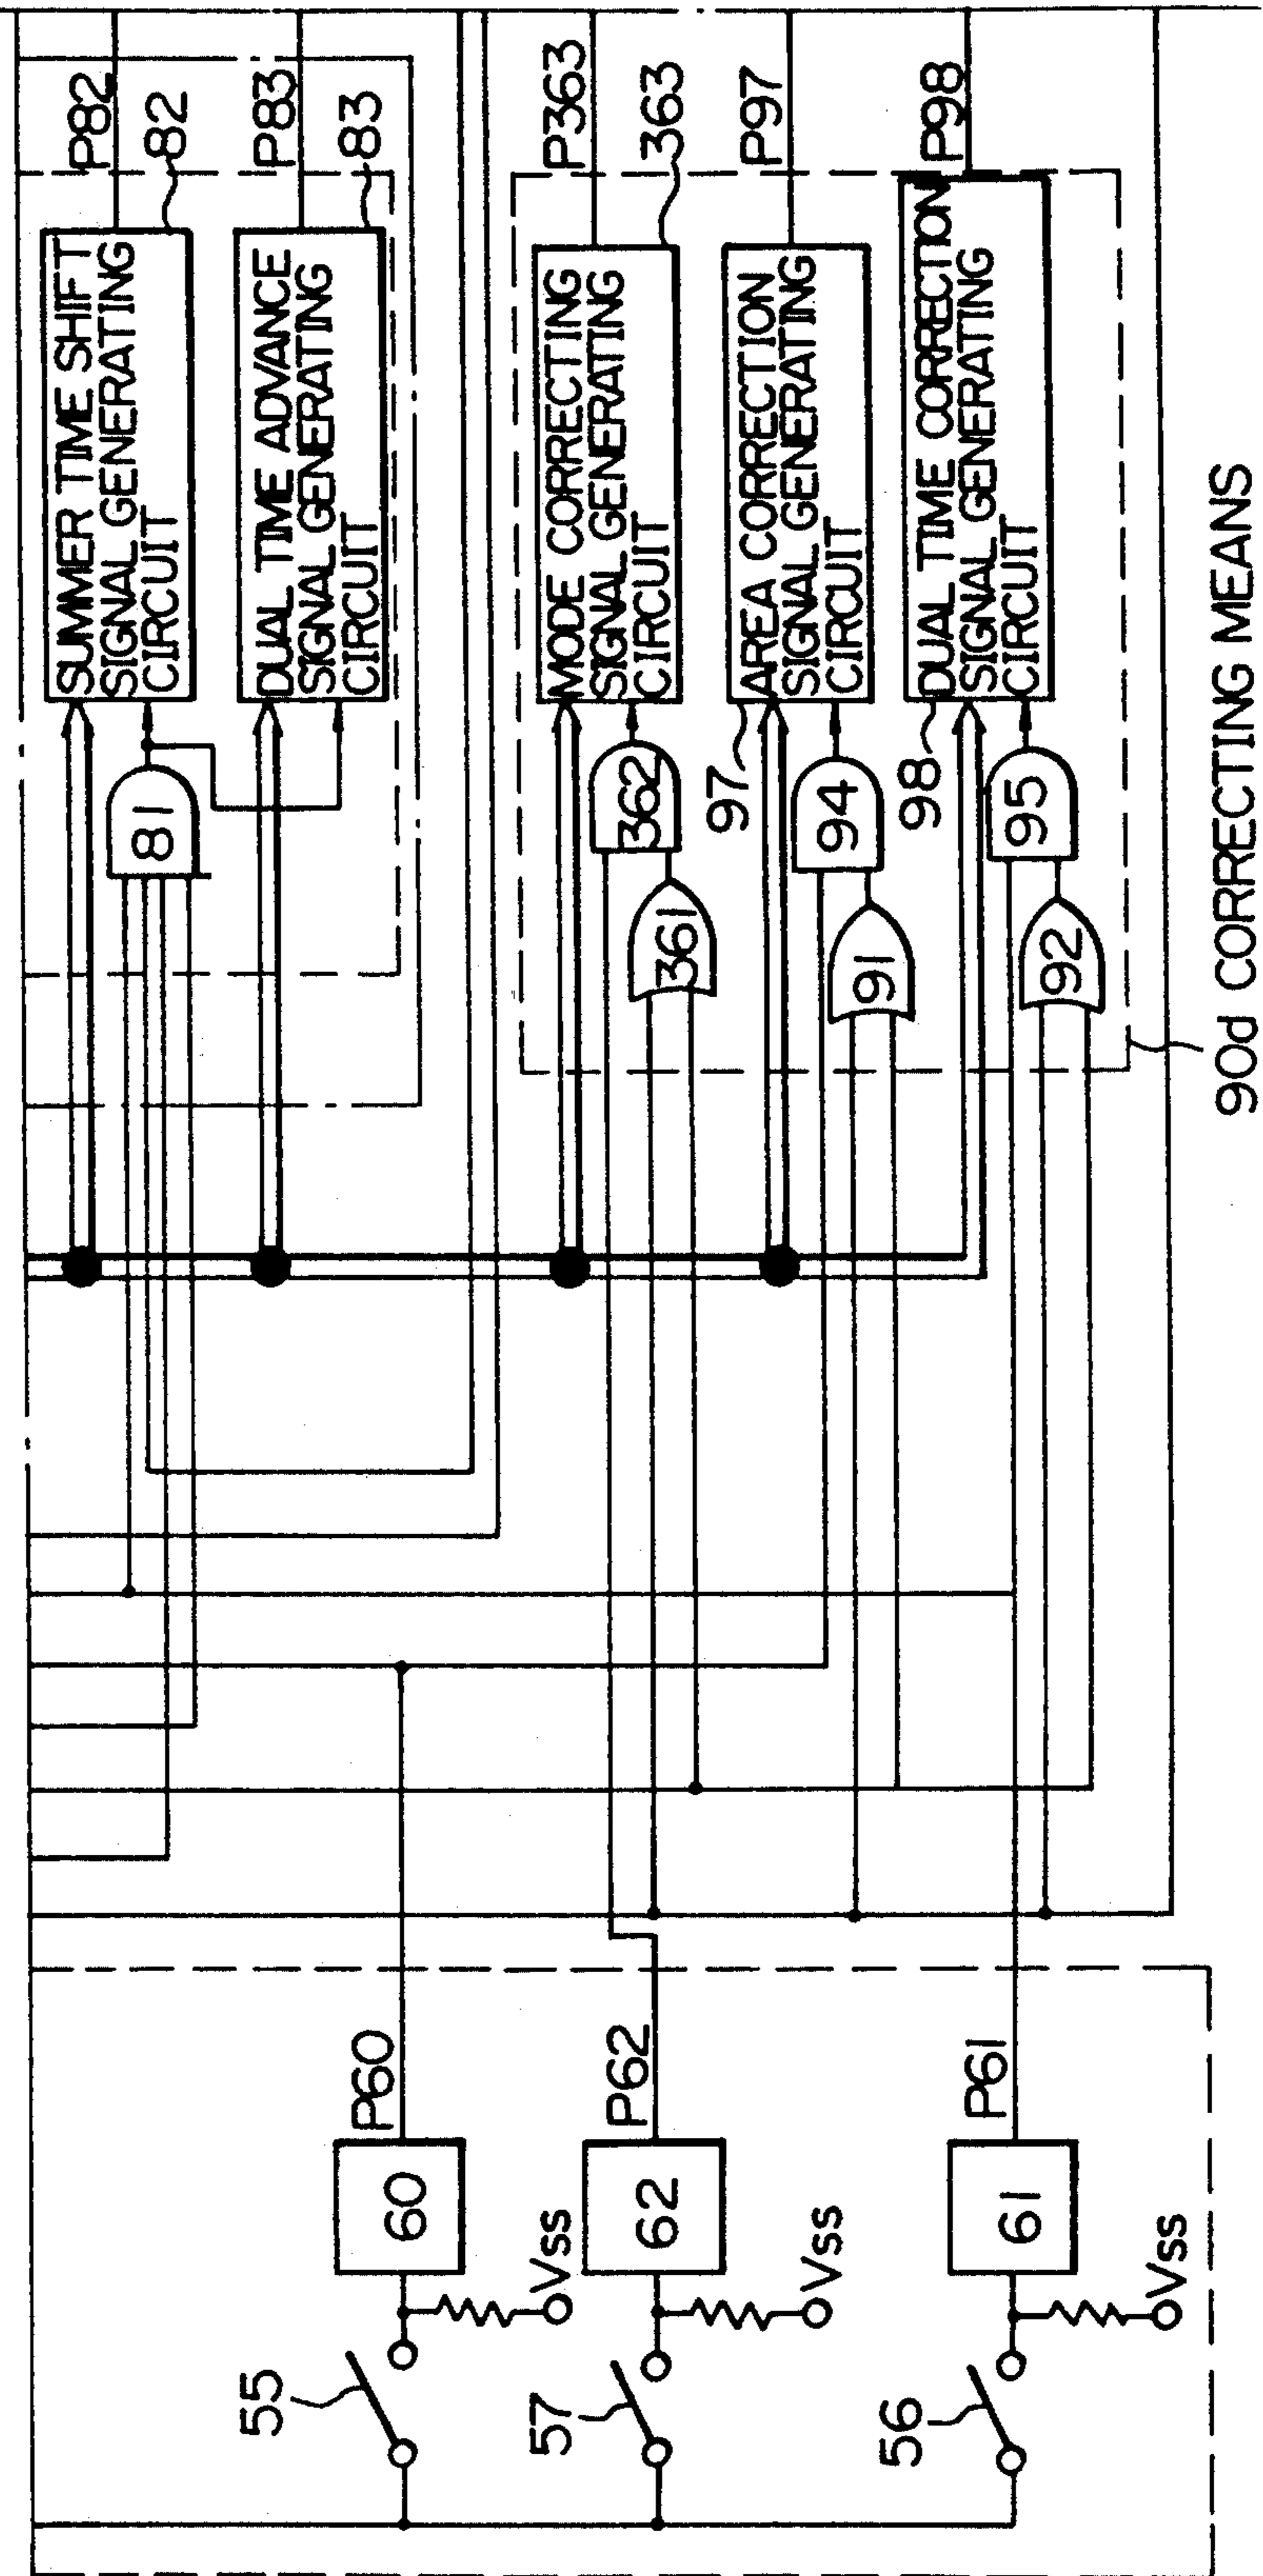 55
57
56
Vss
Vss
Vss
60
62
61
P60
P62
P61
81
SUMMER TIME SHIFT
SIGNAL GENERATING
CIRCUIT
82
P82
DUAL TIME ADVANCE
SIGNAL GENERATING
CIRCUIT
83
P83
361
362
MODE CORRECTING
SIGNAL GENERATING
CIRCUIT
363
P363
91
94
97
AREA CORRECTION
SIGNAL GENERATING
CIRCUIT
P97
92
95
98
DUAL TIME CORRECTION
SIGNAL GENERATING
CIRCUIT
P98
90d CORRECTING MEANS